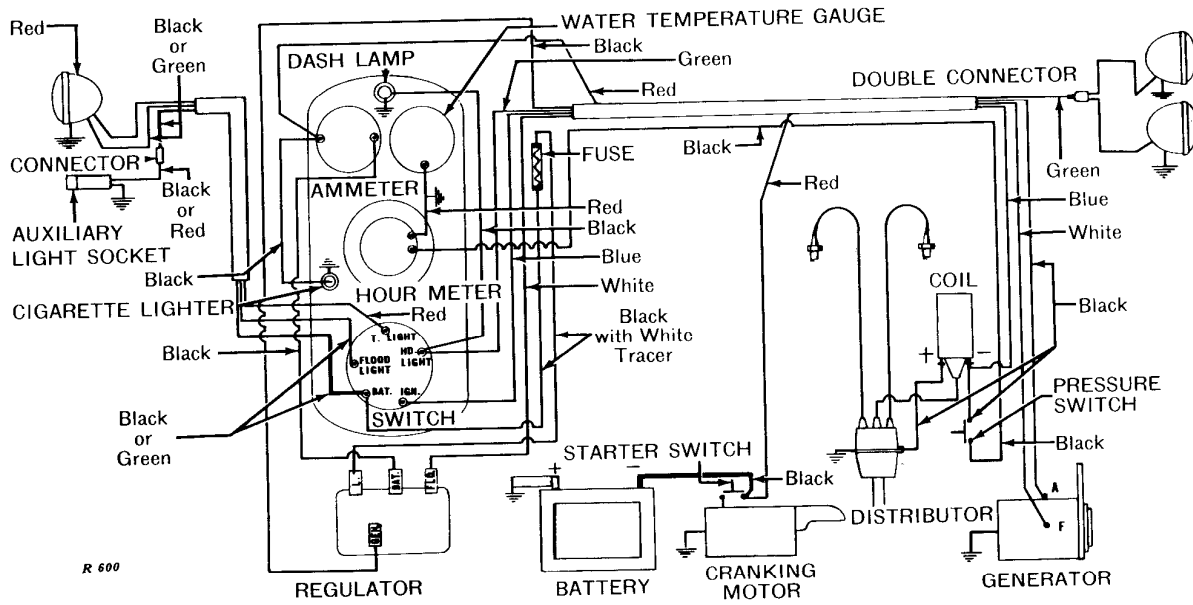 Red
Black
or
Green
WATER TEMPERATURE GAUGE
Black
Green
DASH LAMP
Red
DOUBLE CONNECTOR
CONNECTOR
Black
or
Red
AUXILIARY
LIGHT SOCKET
AMMETER
FUSE
Black
Red
Green
Red
Black
Blue
White
Blue
White
Black
CIGARETTE LIGHTER
HOUR METER
Red
COIL
Black
Black
T. LIGHT
HD
LIGHT
FLOOD
LIGHT
BAT.
IGN.
SWITCH
Black
with White
Tracer
+
-
PRESSURE
SWITCH
Black
or
Green
STARTER SWITCH
Black
Black
L.
BAT.
FLD.
GEN.
+
-
DISTRIBUTOR
A
F
R 600
REGULATOR
BATTERY
CRANKING
MOTOR
GENERATOR